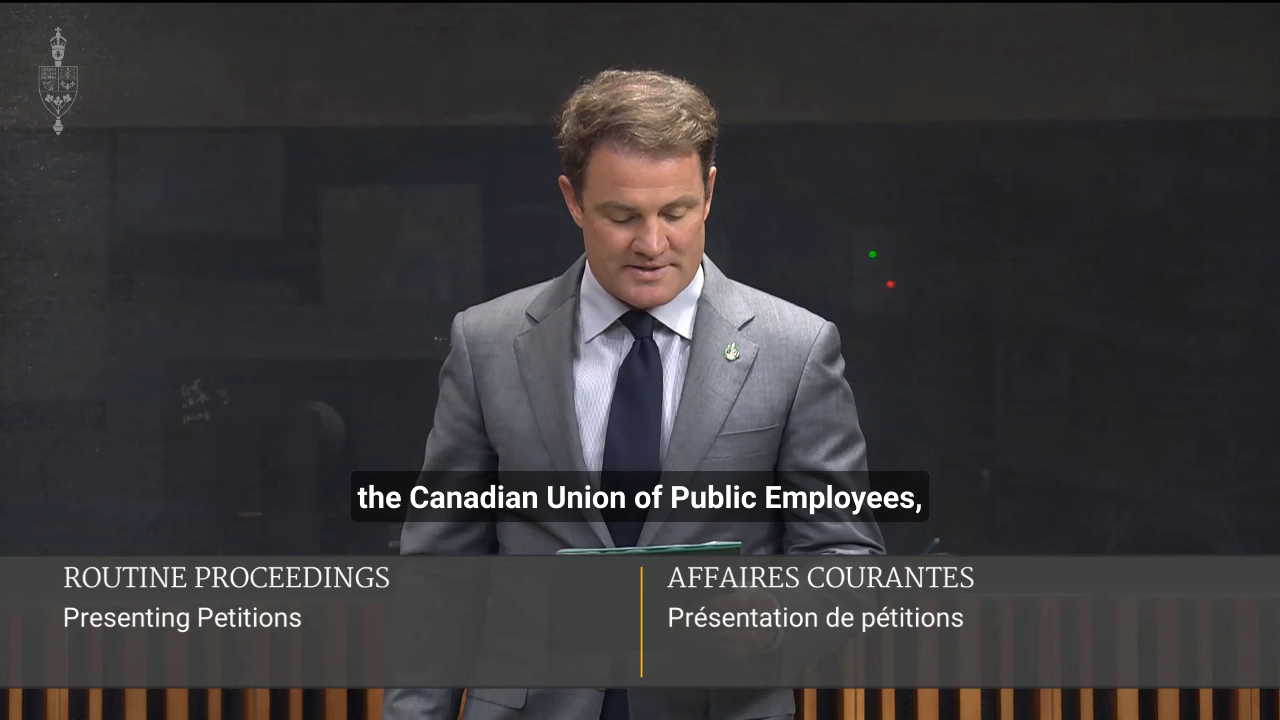 the Canadian Union of Public Employees,
ROUTINE PROCEEDINGS
Presenting Petitions
AFFAIRES COURANTES
Présentation de pétitions